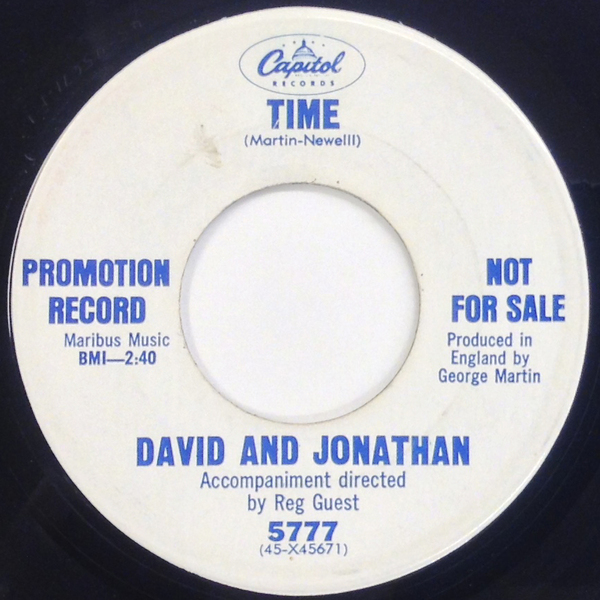 Capitol
RECORDS
TIME
(Martin-Newelll)
PROMOTION
RECORD
Maribus Music
BMI—2:40
NOT
FOR SALE
Produced in
England by
George Martin
DAVID AND JONATHAN
Accompaniment directed
by Reg Guest
5777
(45-X45671)